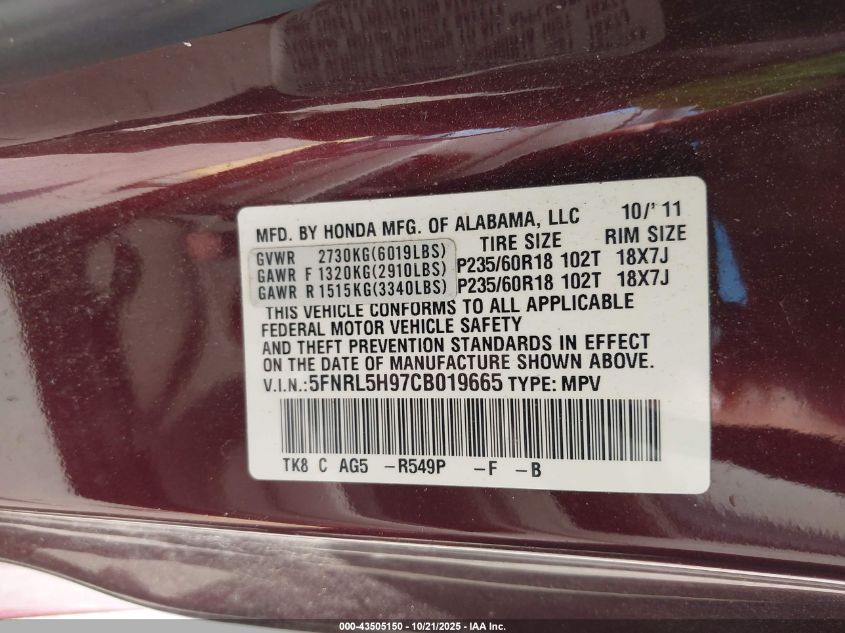 MFD. BY HONDA MFG. OF ALABAMA, LLC 10/'11
TIRE SIZE RIM SIZE
GVWR 2730KG(6019LBS)
GAWR F 1320KG(2910LBS) P235/60R18 102T 18X7J
GAWR R 1515KG(3340LBS) P235/60R18 102T 18X7J
THIS VEHICLE CONFORMS TO ALL APPLICABLE
FEDERAL MOTOR VEHICLE SAFETY
AND THEFT PREVENTION STANDARDS IN EFFECT
ON THE DATE OF MANUFACTURE SHOWN ABOVE.
V.I.N.:5FNRL5H97CB019665 TYPE: MPV
TK8 C AG5 -R549P -F -B
000-43505150 - 10/21/2025 - IAA Inc.